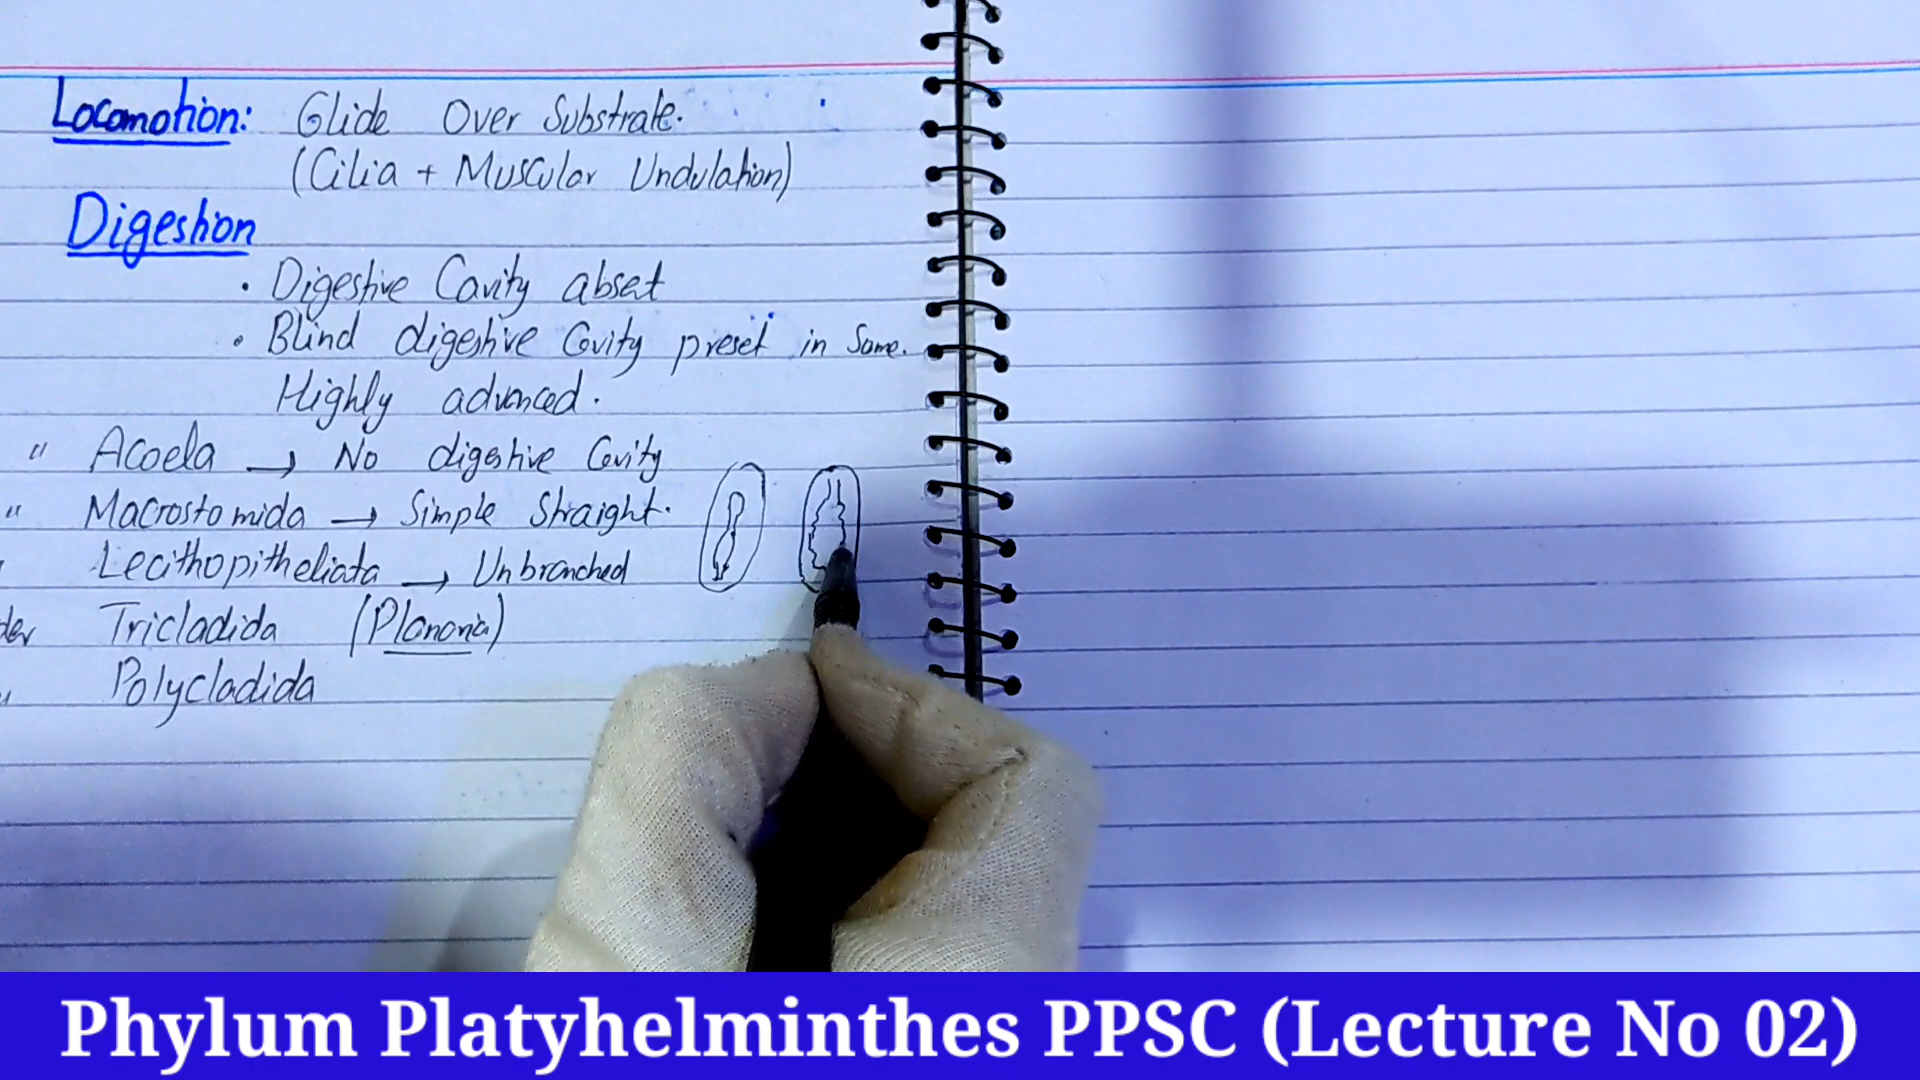 Locomotion: Glide Over Substrate.
(Cilia + Muscular Undulation)
Digestion
• Digestive Cavity abset
• Blind digestive Cavity preset in Some.
Highly advanced.
" Acoela → No digestive Cavity
" Macrostomida → Simple Straight.
Lecithopitheliata → Unbranched
der Tricladida (Planaria)
" Polycladida
Phylum Platyhelminthes PPSC (Lecture No 02)